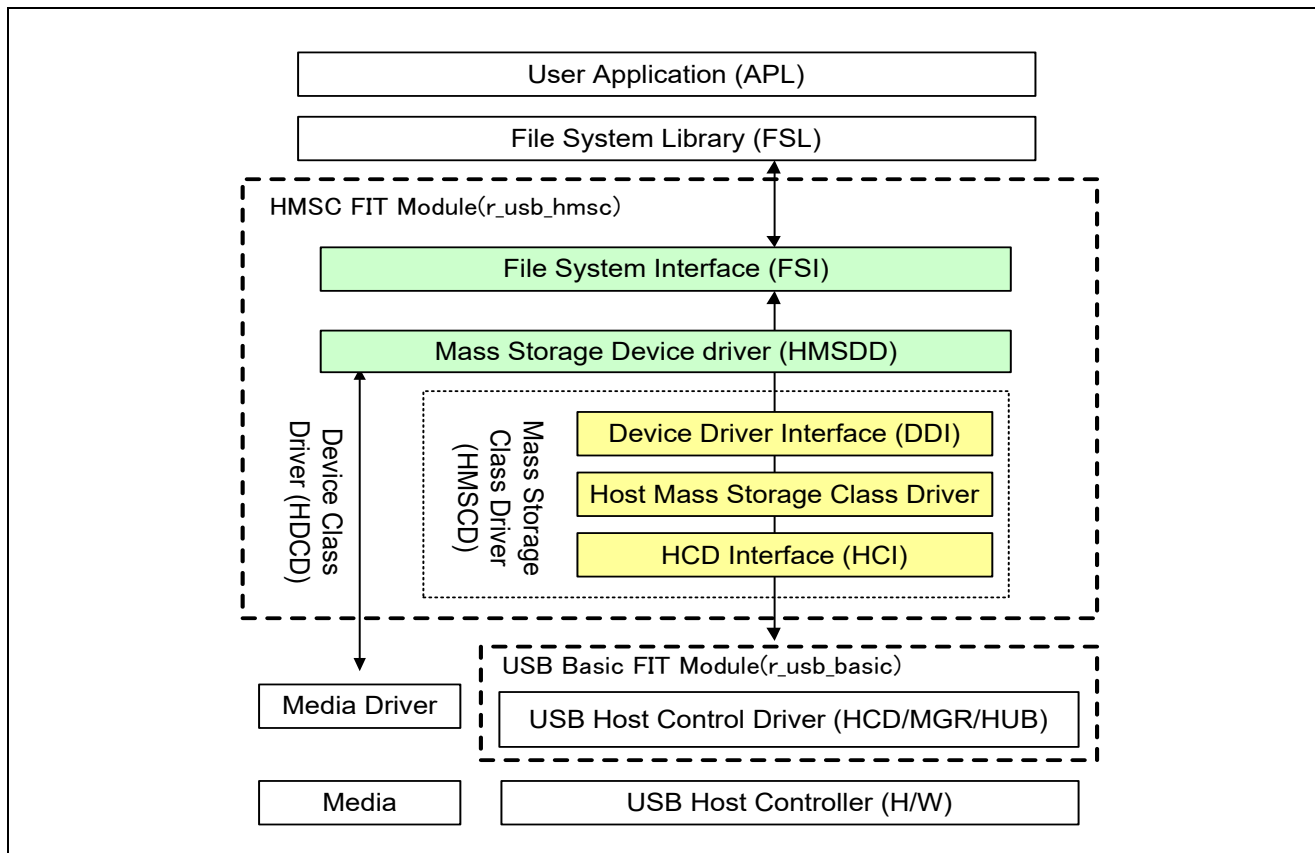 User Application (APL)
File System Library (FSL)
HMSC FIT Module(r_usb_hmsc)
File System Interface (FSI)
Mass Storage Device driver (HMSDD)
Device Class
Driver (HDCD)
Mass Storage
Class Driver
(HMSCD)
Device Driver Interface (DDI)
Host Mass Storage Class Driver
HCD Interface (HCI)
USB Basic FIT Module(r_usb_basic)
Media Driver
USB Host Control Driver (HCD/MGR/HUB)
Media
USB Host Controller (H/W)